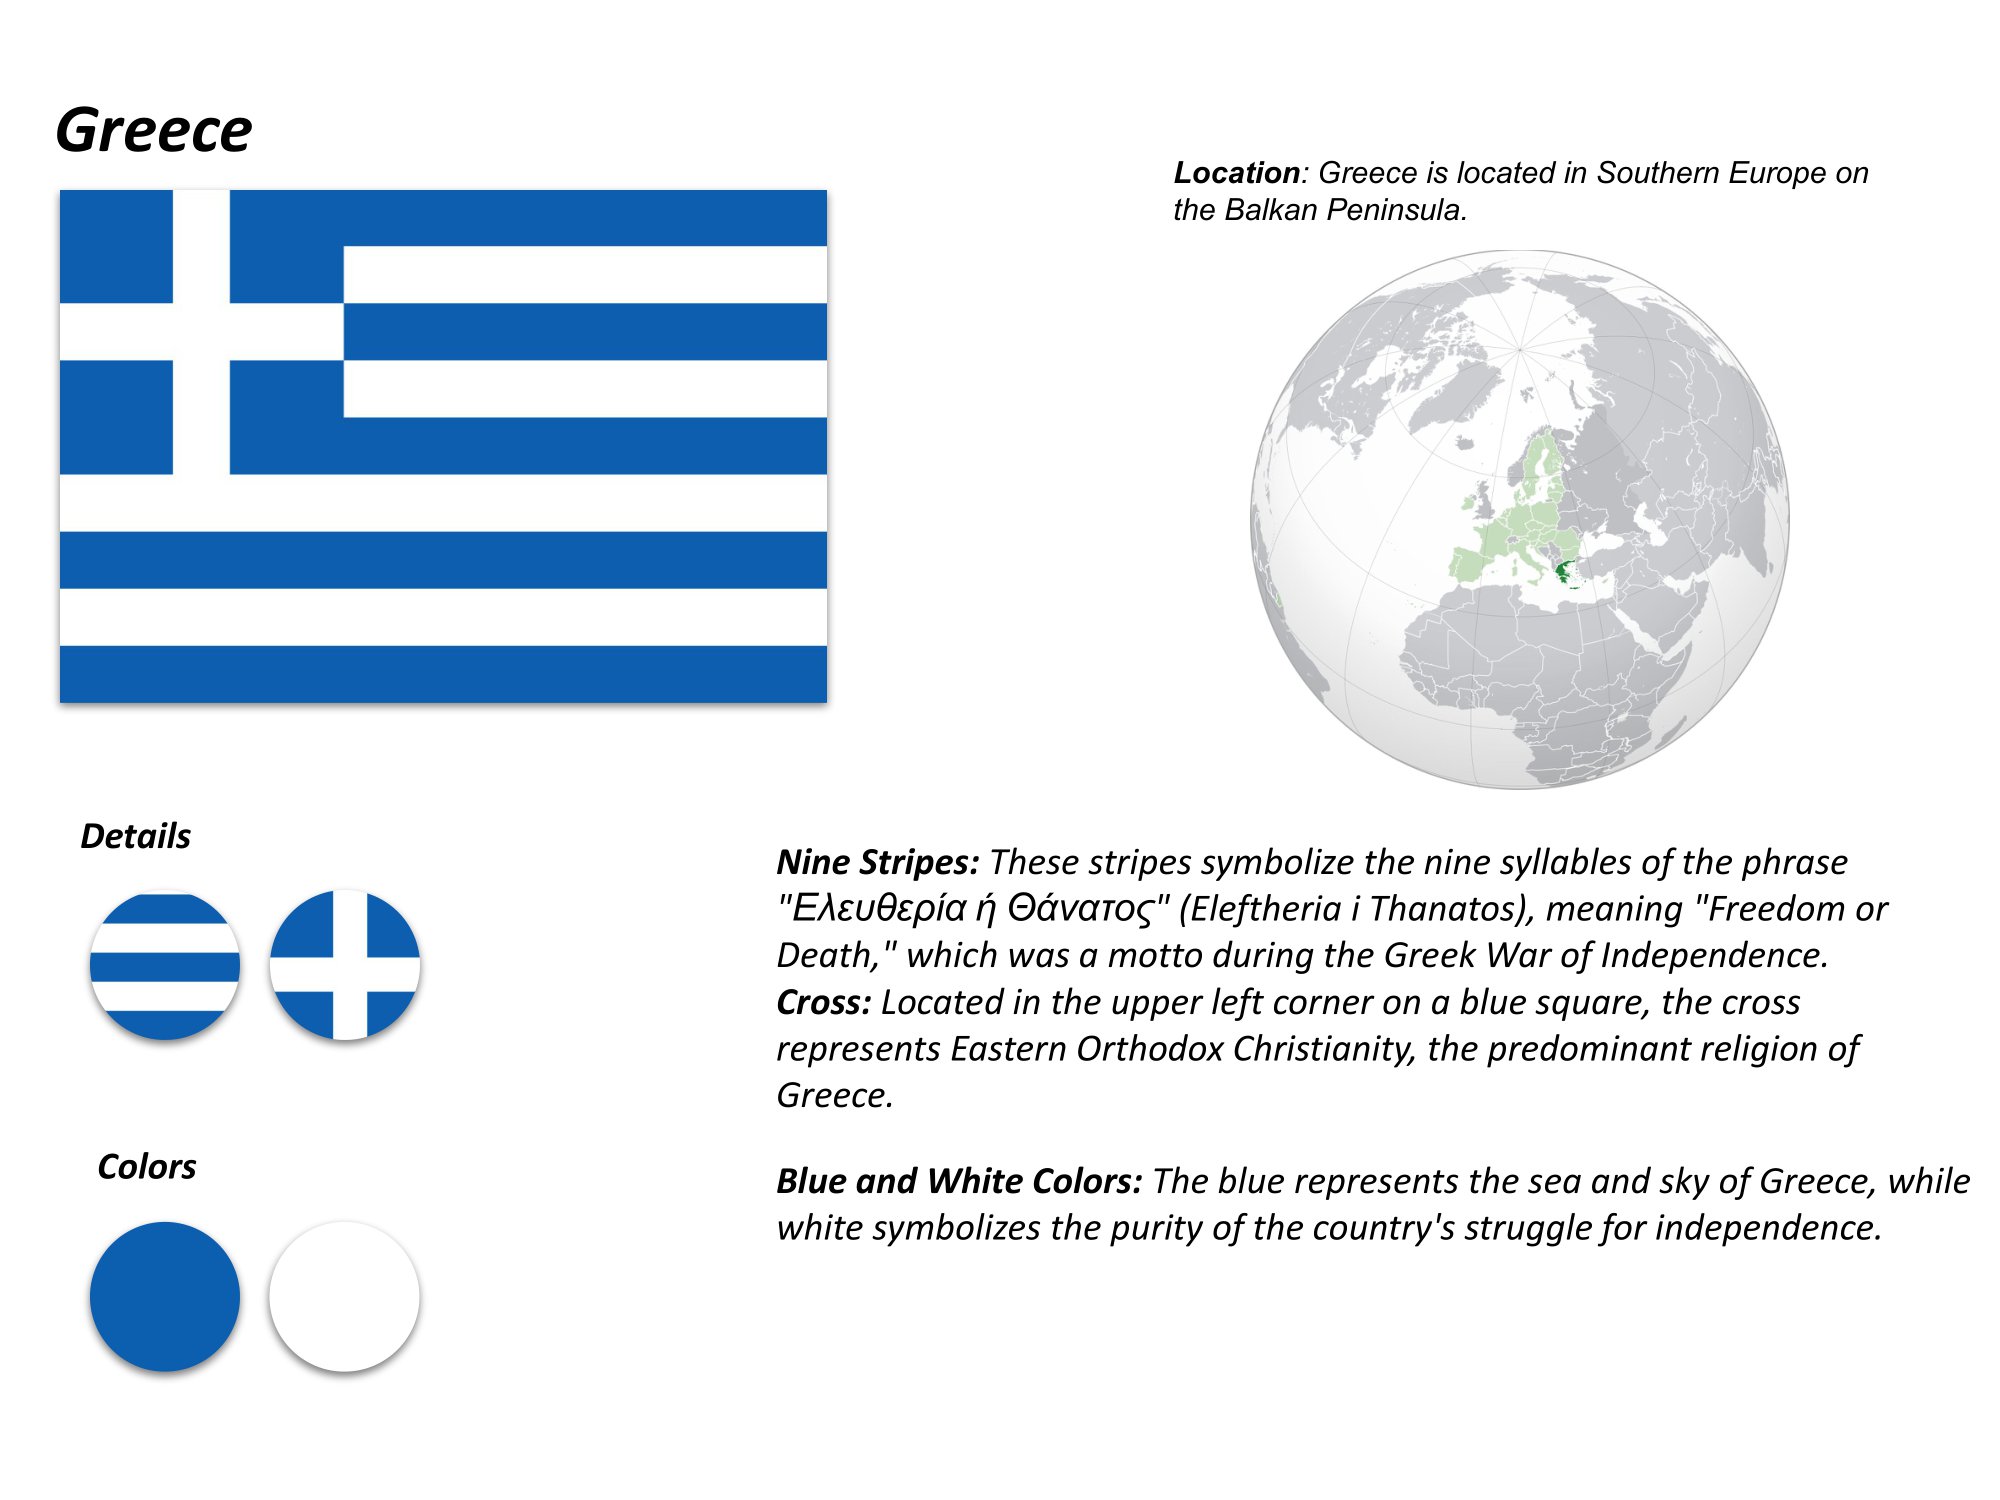 Greece
Location: Greece is located in Southern Europe on
the Balkan Peninsula.
Details
Nine Stripes: These stripes symbolize the nine syllables of the phrase
"Ελευθερία ή Θάνατος" (Eleftheria i Thanatos), meaning "Freedom or
Death," which was a motto during the Greek War of Independence.
Cross: Located in the upper left corner on a blue square, the cross
represents Eastern Orthodox Christianity, the predominant religion of
Greece.
Colors
Blue and White Colors: The blue represents the sea and sky of Greece, while
white symbolizes the purity of the country's struggle for independence.